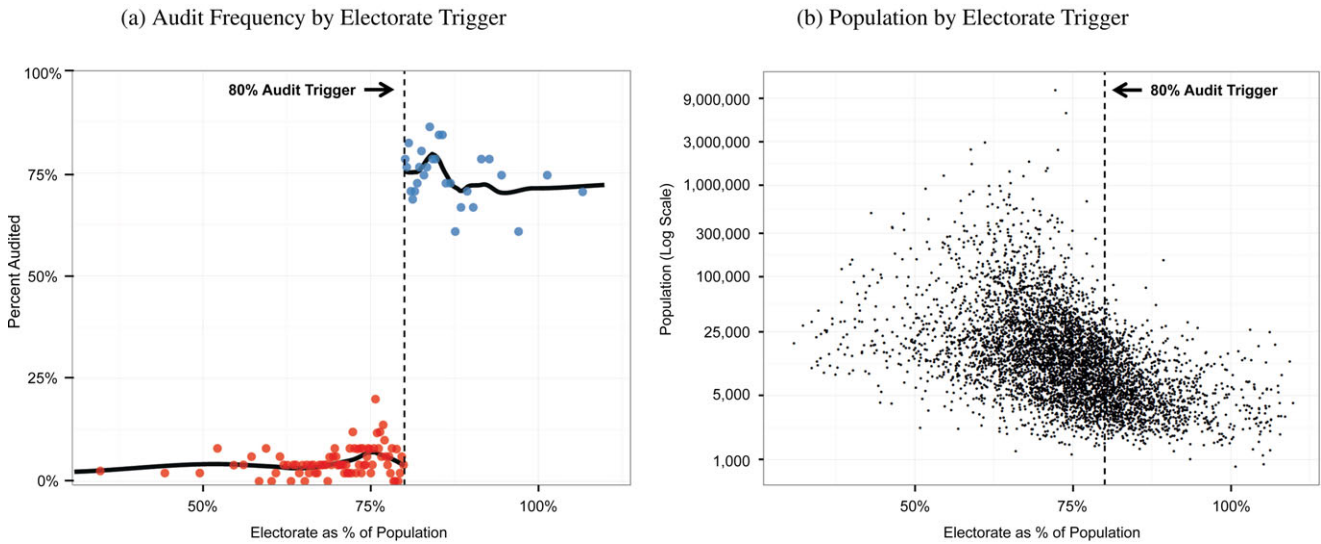 (a) Audit Frequency by Electorate Trigger
100%
75%
50%
25%
0%
Percent Audited
80% Audit Trigger
50%
75%
100%
Electorate as % of Population
(b) Population by Electorate Trigger
9,000,000
3,000,000
1,000,000
300,000
100,000
25,000
5,000
1,000
Population (Log Scale)
80% Audit Trigger
50%
75%
100%
Electorate as % of Population